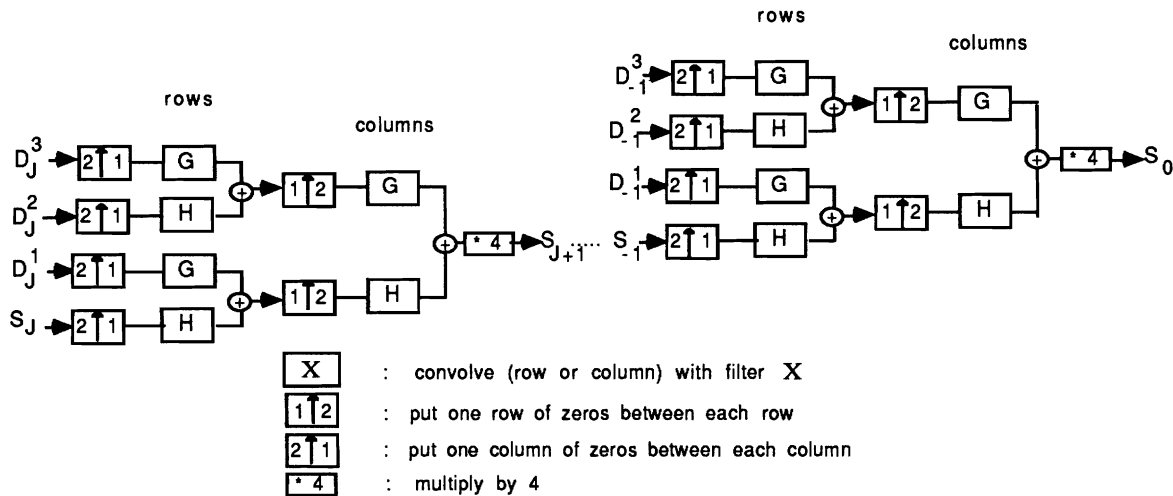 rows
columns
D_J^3 2↑1 G
D_J^2 2↑1 H
1↑2 G
D_J^1 2↑1 G
S_J 2↑1 H
1↑2 H
+ + +
* 4
S_{J+1} ..... S_{-1}
rows
columns
D_{-1}^3 2↑1 G
D_{-1}^2 2↑1 H
1↑2 G
D_{-1}^1 2↑1 G
2↑1 H
1↑2 H
+ + +
* 4 S_0
X : convolve (row or column) with filter X
1↑2 : put one row of zeros between each row
2↑1 : put one column of zeros between each column
* 4 : multiply by 4